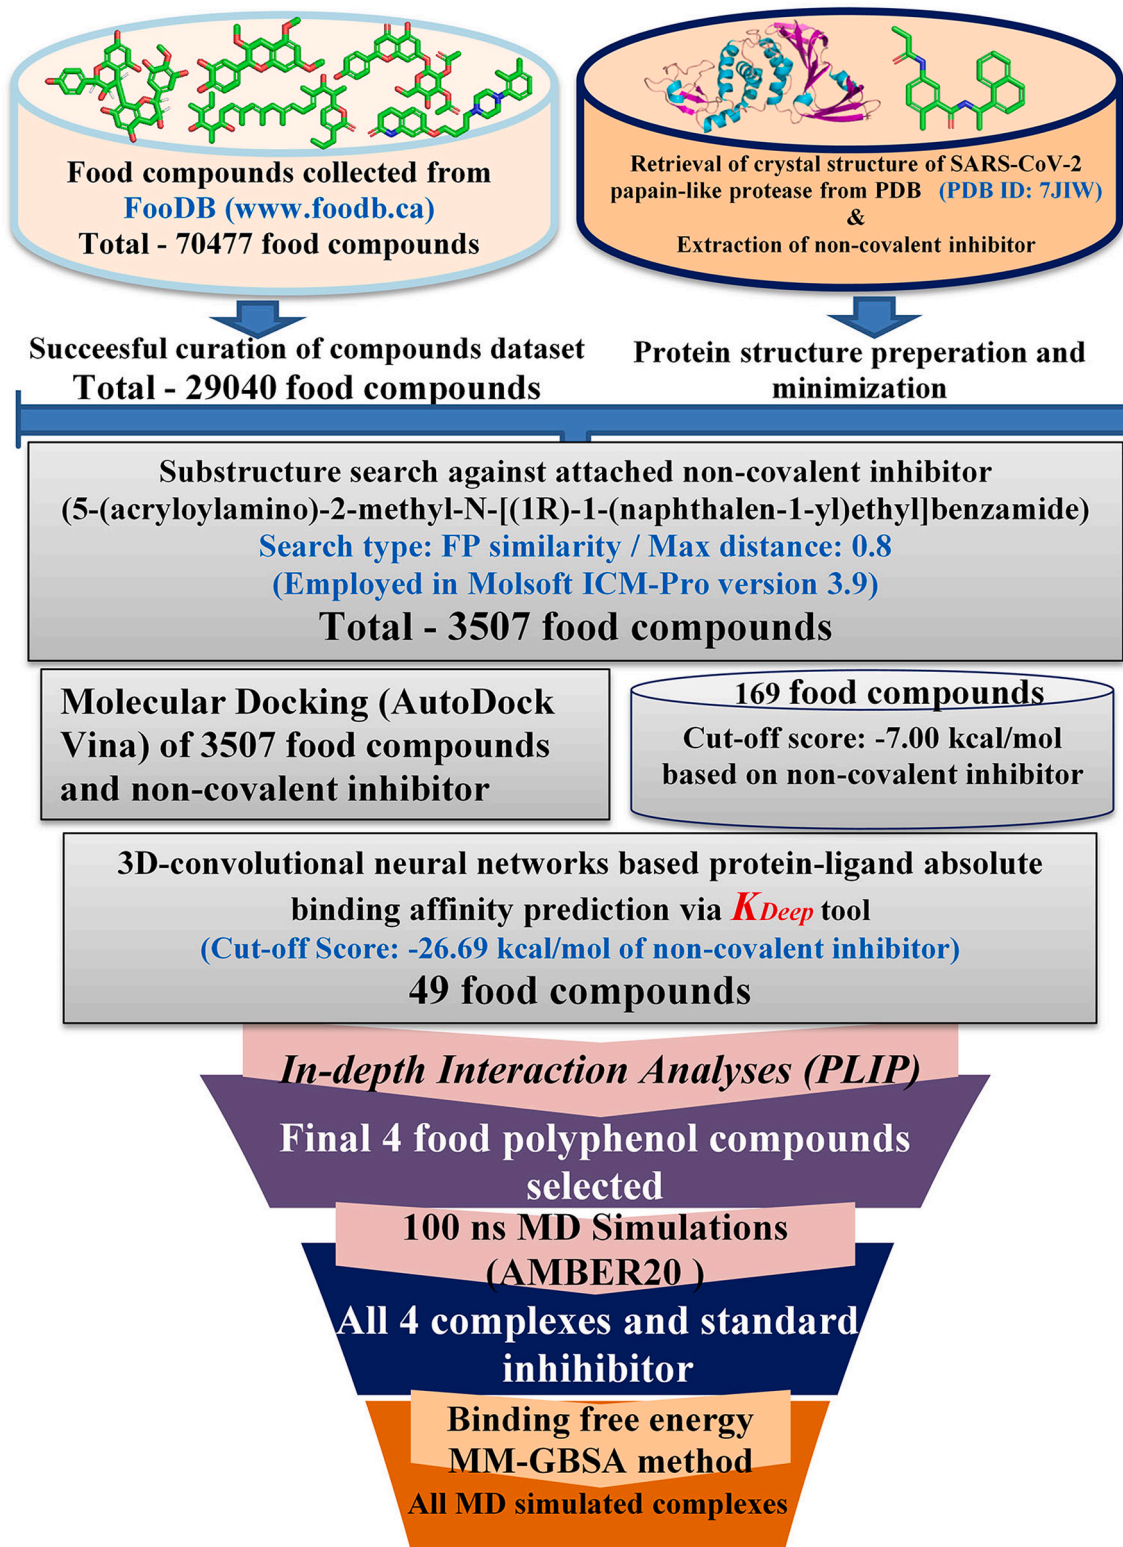 Food compounds collected from
FooDB (www.foodb.ca)
Total - 70477 food compounds
Retrieval of crystal structure of SARS-CoV-2
papain-like protease from PDB (PDB ID: 7JIW)
&
Extraction of non-covalent inhibitor
Succeesful curation of compounds dataset
Total - 29040 food compounds
Protein structure preperation and
minimization
Substructure search against attached non-covalent inhibitor
(5-(acryloylamino)-2-methyl-N-[(1R)-1-(naphthalen-1-yl)ethyl]benzamide)
Search type: FP similarity / Max distance: 0.8
(Employed in Molsoft ICM-Pro version 3.9)
Total - 3507 food compounds
Molecular Docking (AutoDock
Vina) of 3507 food compounds
and non-covalent inhibitor
169 food compounds
Cut-off score: -7.00 kcal/mol
based on non-covalent inhibitor
3D-convolutional neural networks based protein-ligand absolute
binding affinity prediction via KDeep tool
(Cut-off Score: -26.69 kcal/mol of non-covalent inhibitor)
49 food compounds
In-depth Interaction Analyses (PLIP)
Final 4 food polyphenol compounds
selected
100 ns MD Simulations
(AMBER20 )
All 4 complexes and standard
inhihibitor
Binding free energy
MM-GBSA method
All MD simulated complexes